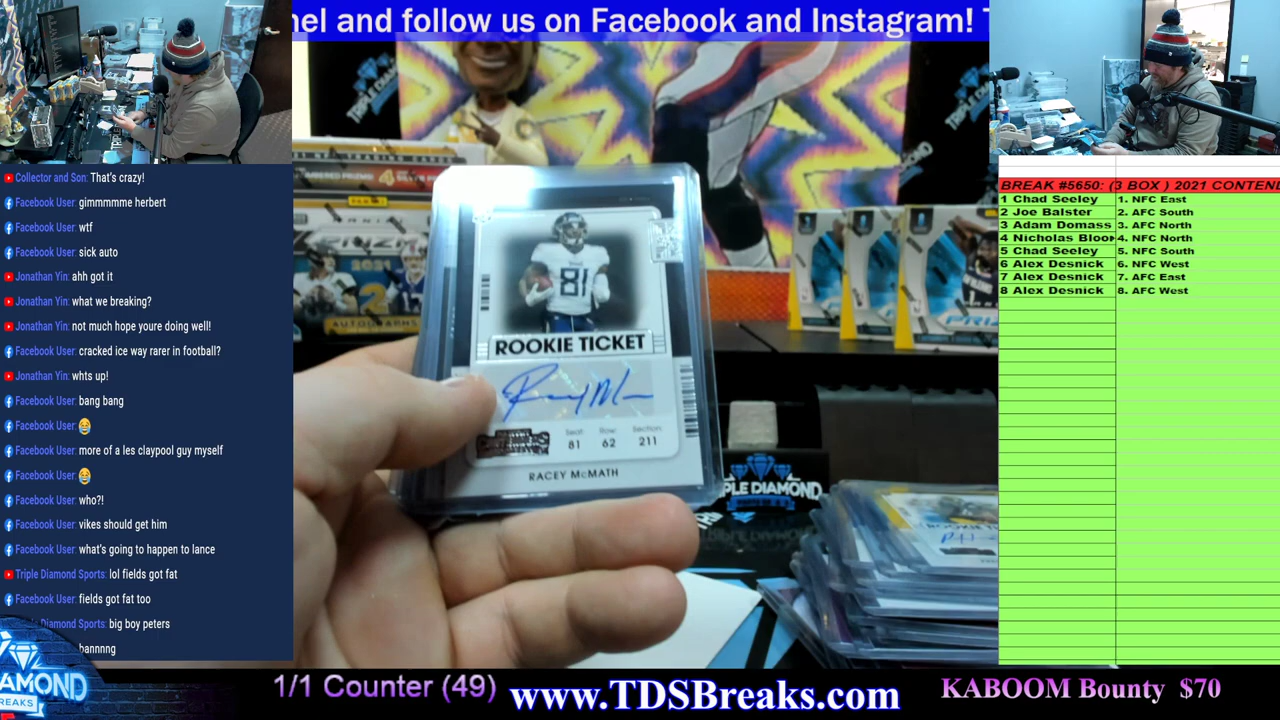 nel and follow us on Facebook and Instagram!
Collector and Son: That's crazy!
Facebook User: gimmmmme herbert
Facebook User: wtf
Facebook User: sick auto
Jonathan Yin: ahh got it
Jonathan Yin: what we breaking?
Jonathan Yin: not much hope youre doing well!
Facebook User: cracked ice way rarer in football?
Jonathan Yin: whts up!
Facebook User: bang bang
Facebook User: 😂
Facebook User: more of a les claypool guy myself
Facebook User: 😂
Facebook User: who?!
Facebook User: vikes should get him
Facebook User: what's going to happen to lance
Triple Diamond Sports: lol fields got fat
Facebook User: fields got fat too
Diamond Sports: big boy peters
bannnng
AMOND
BREAKS
81
ROOKIE TICKET
Seat: Row: Section:
81 62 211
RACEY McMATH
2021
AUTOGRAPHS
TRIPLE DIAMOND
BREAK #5650: (3 BOX ) 2021 CONTEND
1 Chad Seeley 1. NFC East
2 Joe Balster 2. AFC South
3 Adam Domass 3. AFC North
4 Nicholas Bloor 4. NFC North
5 Chad Seeley 5. NFC South
6 Alex Desnick 6. NFC West
7 Alex Desnick 7. AFC East
8 Alex Desnick 8. AFC West
1/1 Counter (49)
www.TDSBreaks.com
KABOOM Bounty $70